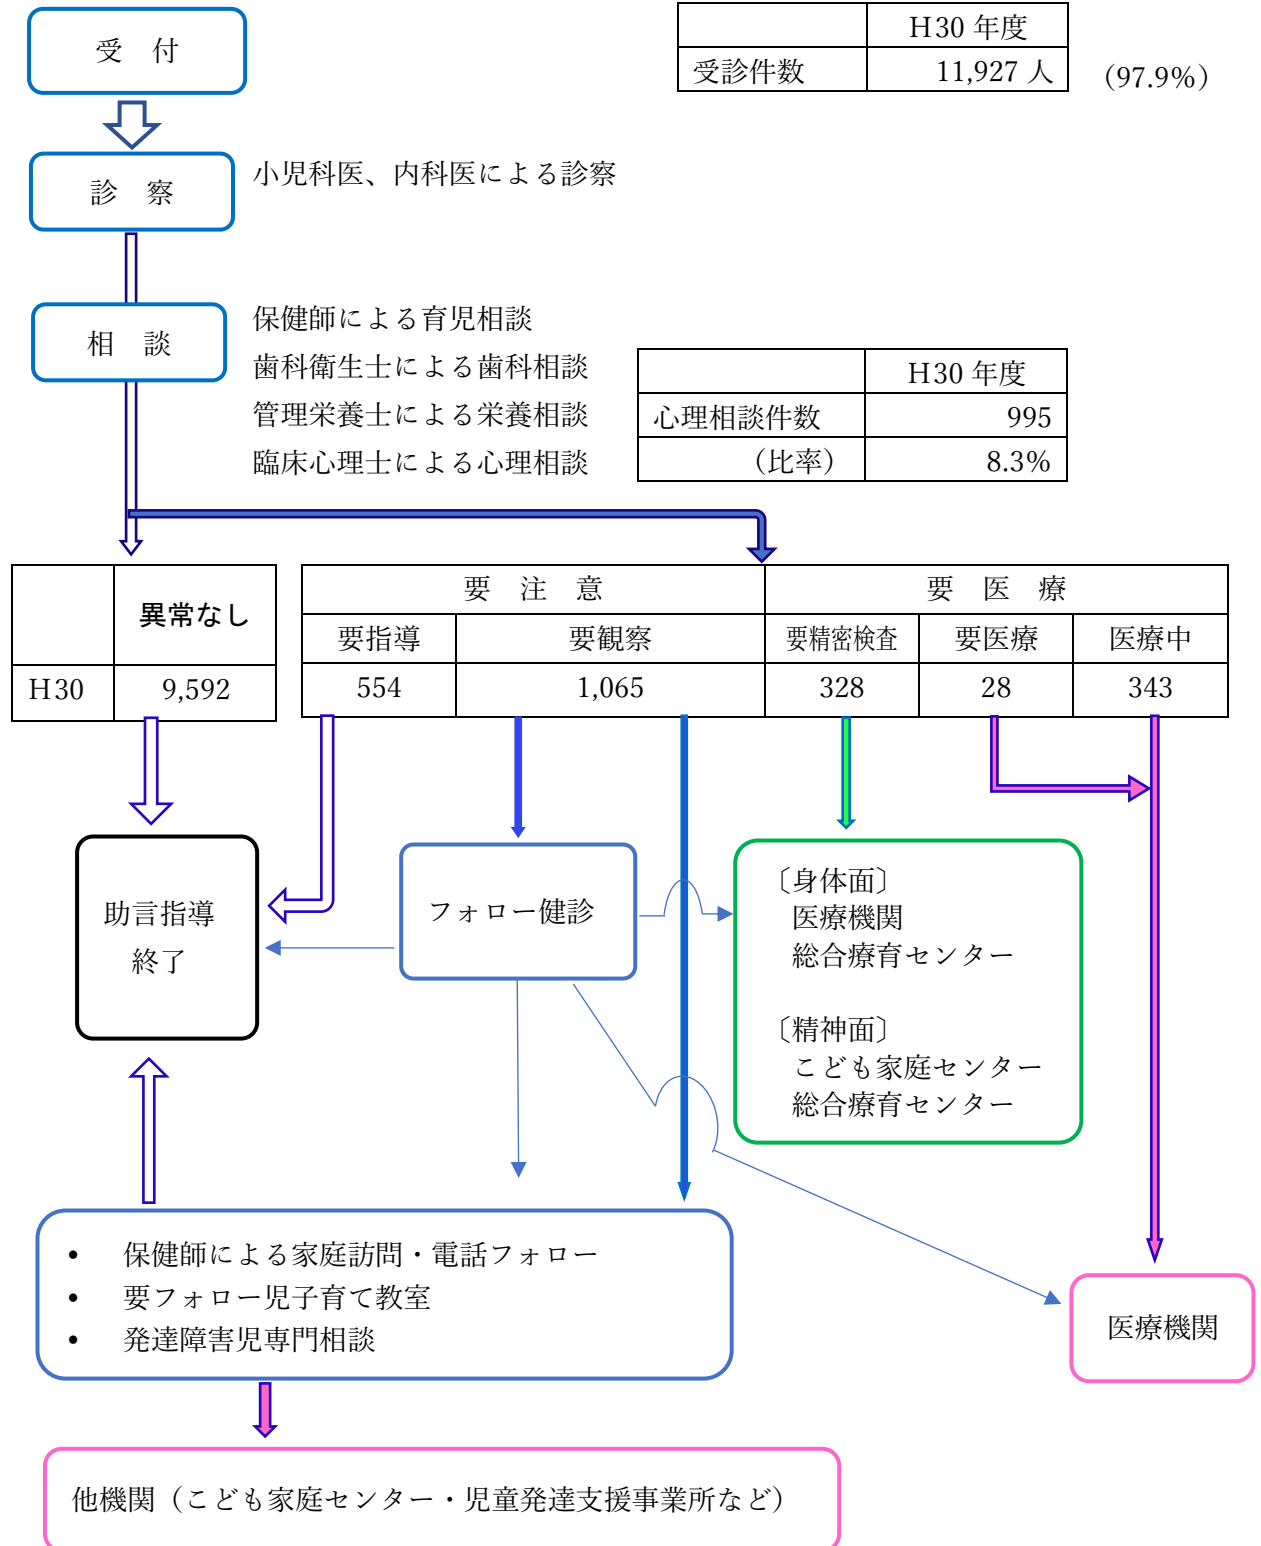 受　付
H30 年度
受診件数 11,927 人
（97.9%）
診　察
小児科医、内科医による診察
相　談
保健師による育児相談
歯科衛生士による歯科相談
管理栄養士による栄養相談
臨床心理士による心理相談
H30 年度
心理相談件数 995
（比率） 8.3%
異常なし
H30 9,592
要　注　意 要　医　療
要指導 要観察 要精密検査 要医療 医療中
554 1,065 328 28 343
助言指導
終了
フォロー健診
〔身体面〕
医療機関
総合療育センター
〔精神面〕
こども家庭センター
総合療育センター
• 保健師による家庭訪問・電話フォロー
• 要フォロー児子育て教室
• 発達障害児専門相談
医療機関
他機関（こども家庭センター・児童発達支援事業所など）